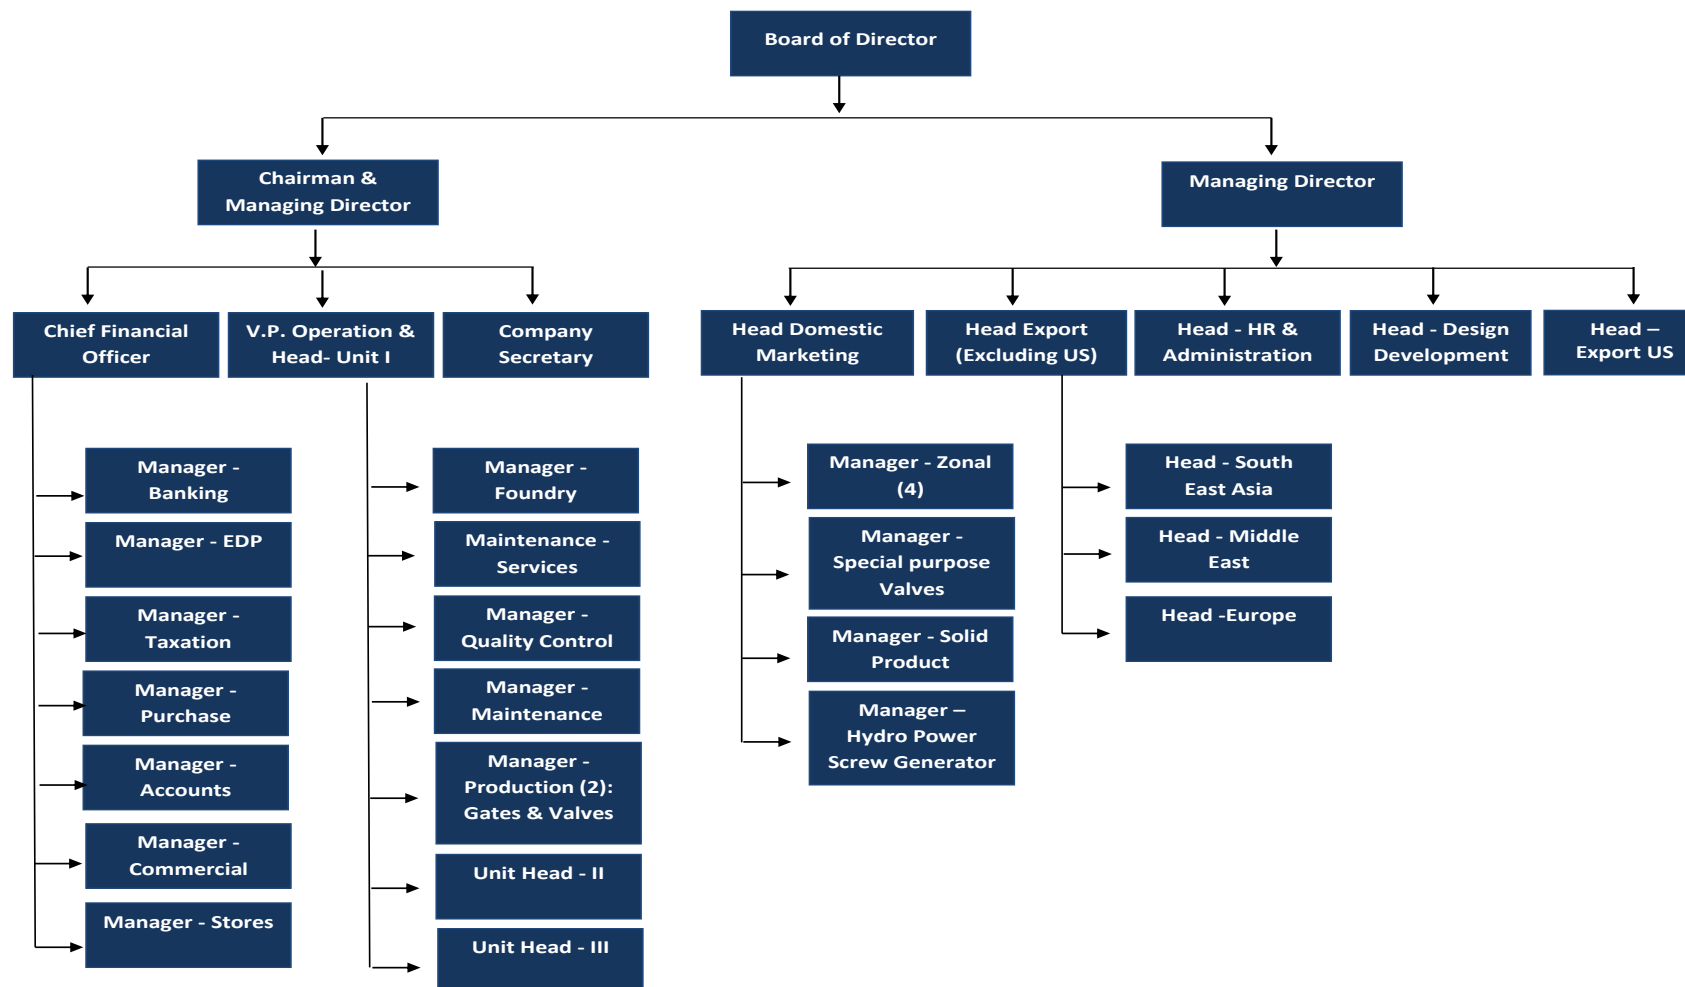 Board of Director
Chairman &
Managing Director
Managing Director
Chief Financial
Officer
V.P. Operation &
Head- Unit I
Company
Secretary
Head Domestic
Marketing
Head Export
(Excluding US)
Head - HR &
Administration
Head - Design
Development
Head –
Export US
Manager -
Banking
Manager - EDP
Manager -
Taxation
Manager -
Purchase
Manager -
Accounts
Manager -
Commercial
Manager - Stores
Manager -
Foundry
Maintenance -
Services
Manager -
Quality Control
Manager -
Maintenance
Manager -
Production (2):
Gates & Valves
Unit Head - II
Unit Head - III
Manager - Zonal
(4)
Manager -
Special purpose
Valves
Manager - Solid
Product
Manager –
Hydro Power
Screw Generator
Head - South
East Asia
Head - Middle
East
Head -Europe